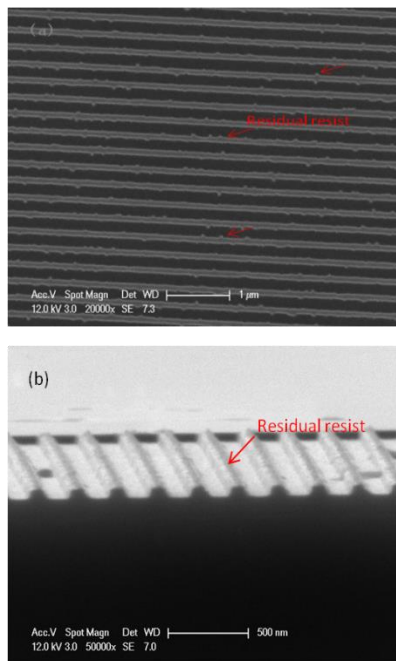 (a)
Residual resist
Acc.V Spot Magn Det WD 1 μm
12.0 kV 3.0 20000x SE 7.3
(b)
Residual resist
Acc.V Spot Magn Det WD 500 nm
12.0 kV 3.0 50000x SE 7.0